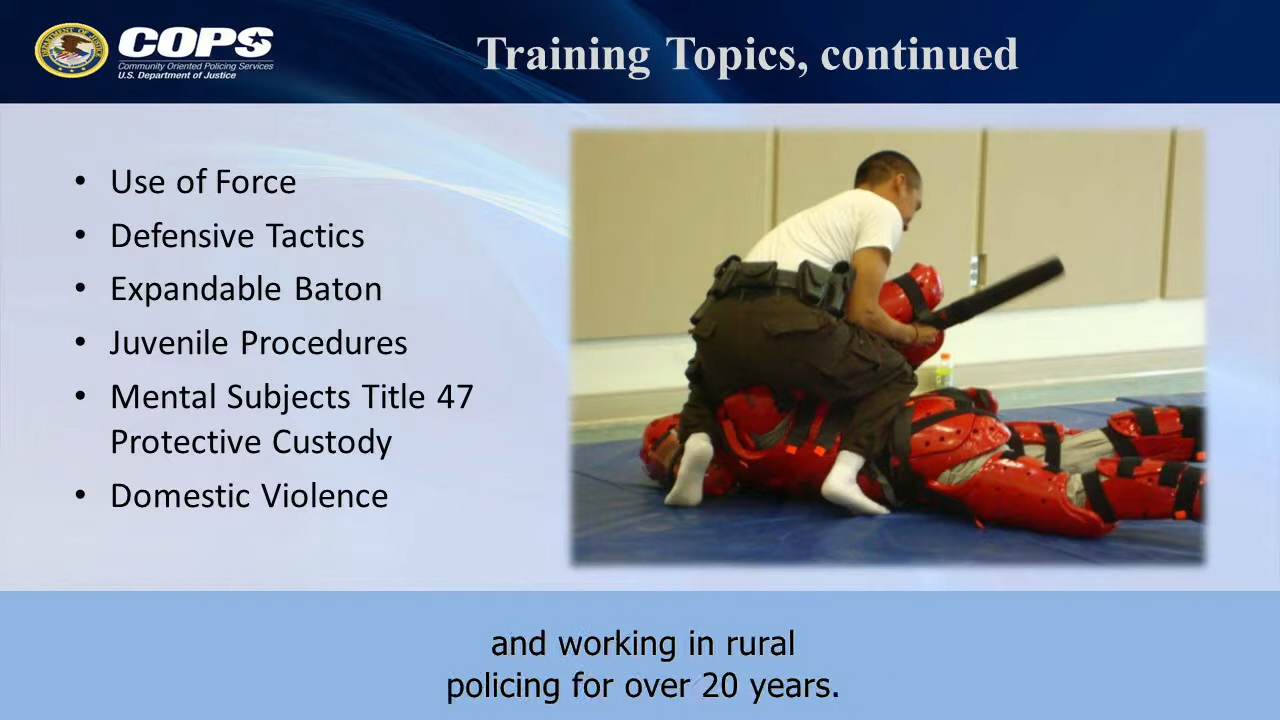 COPS
Community Oriented Policing Services
U.S. Department of Justice
Training Topics, continued
• Use of Force
• Defensive Tactics
• Expandable Baton
• Juvenile Procedures
• Mental Subjects Title 47
Protective Custody
• Domestic Violence
and working in rural
policing for over 20 years.